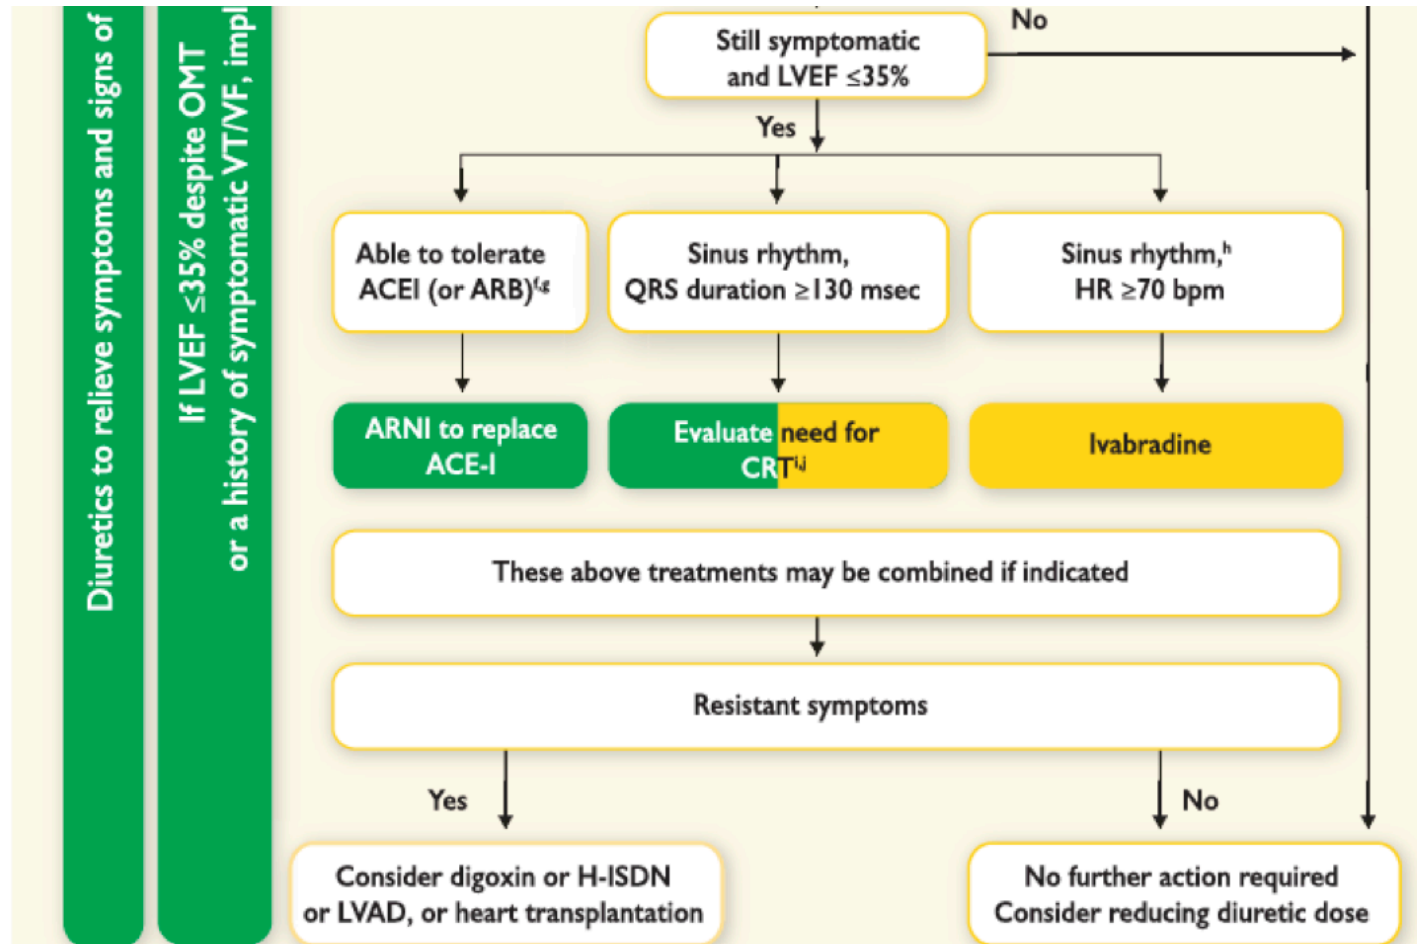 Diuretics to relieve symptoms and signs of
If LVEF ≤35% despite OMT
or a history of symptomatic VT/VF, impl
Still symptomatic
and LVEF ≤35%
No
Yes
Able to tolerate
ACEI (or ARB)f,g
Sinus rhythm,
QRS duration ≥130 msec
Sinus rhythm,h
HR ≥70 bpm
ARNI to replace
ACE-I
Evaluate need for
CRTi,j
Ivabradine
These above treatments may be combined if indicated
Resistant symptoms
Yes
No
Consider digoxin or H-ISDN
or LVAD, or heart transplantation
No further action required
Consider reducing diuretic dose